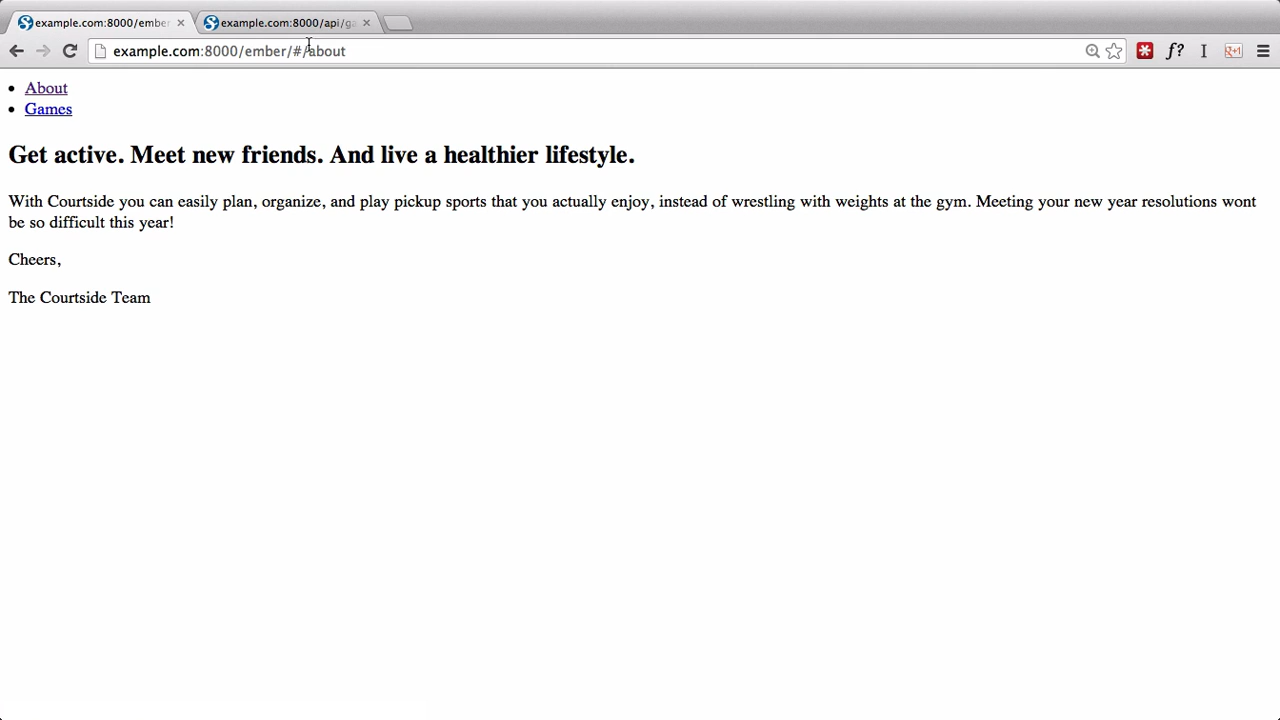 example.com:8000/ember
example.com:8000/api/ga
example.com:8000/ember/#/about
f?
g+1
About
Games
Get active. Meet new friends. And live a healthier lifestyle.
With Courtside you can easily plan, organize, and play pickup sports that you actually enjoy, instead of wrestling with weights at the gym. Meeting your new year resolutions wont
be so difficult this year!
Cheers,
The Courtside Team